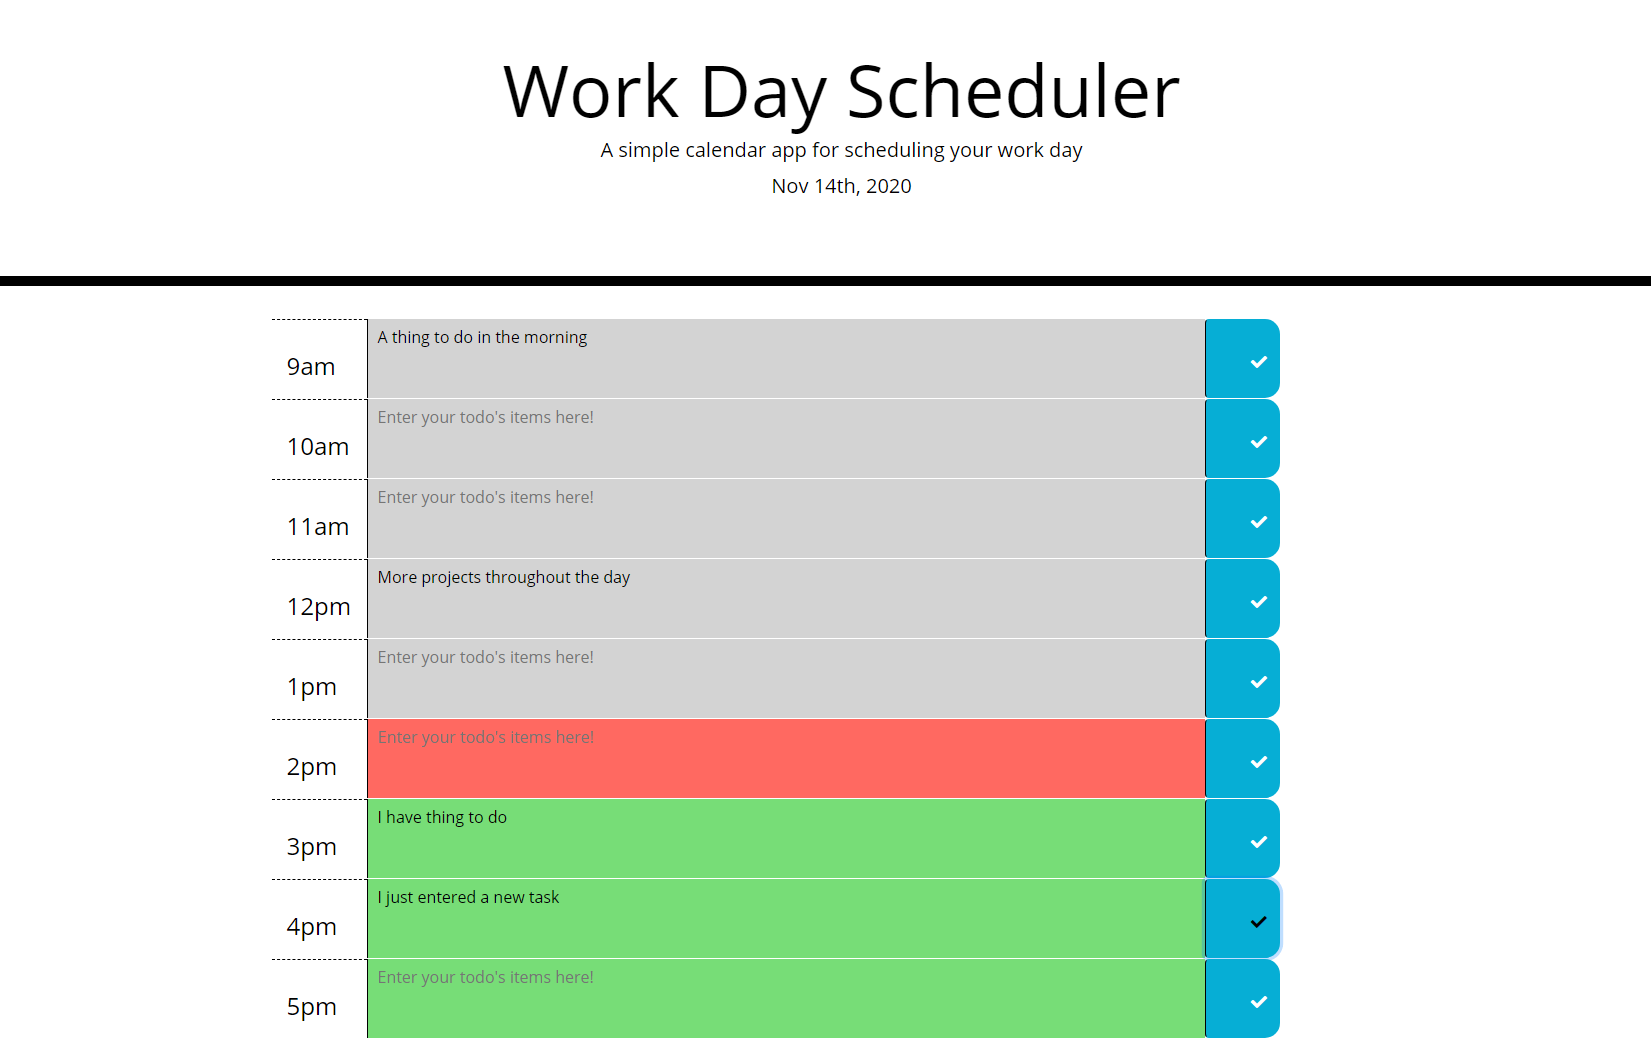 Work Day Scheduler
A simple calendar app for scheduling your work day
Nov 14th, 2020
9am
A thing to do in the morning
10am
Enter your todo's items here!
11am
Enter your todo's items here!
12pm
More projects throughout the day
1pm
Enter your todo's items here!
2pm
Enter your todo's items here!
3pm
I have thing to do
4pm
I just entered a new task
5pm
Enter your todo's items here!